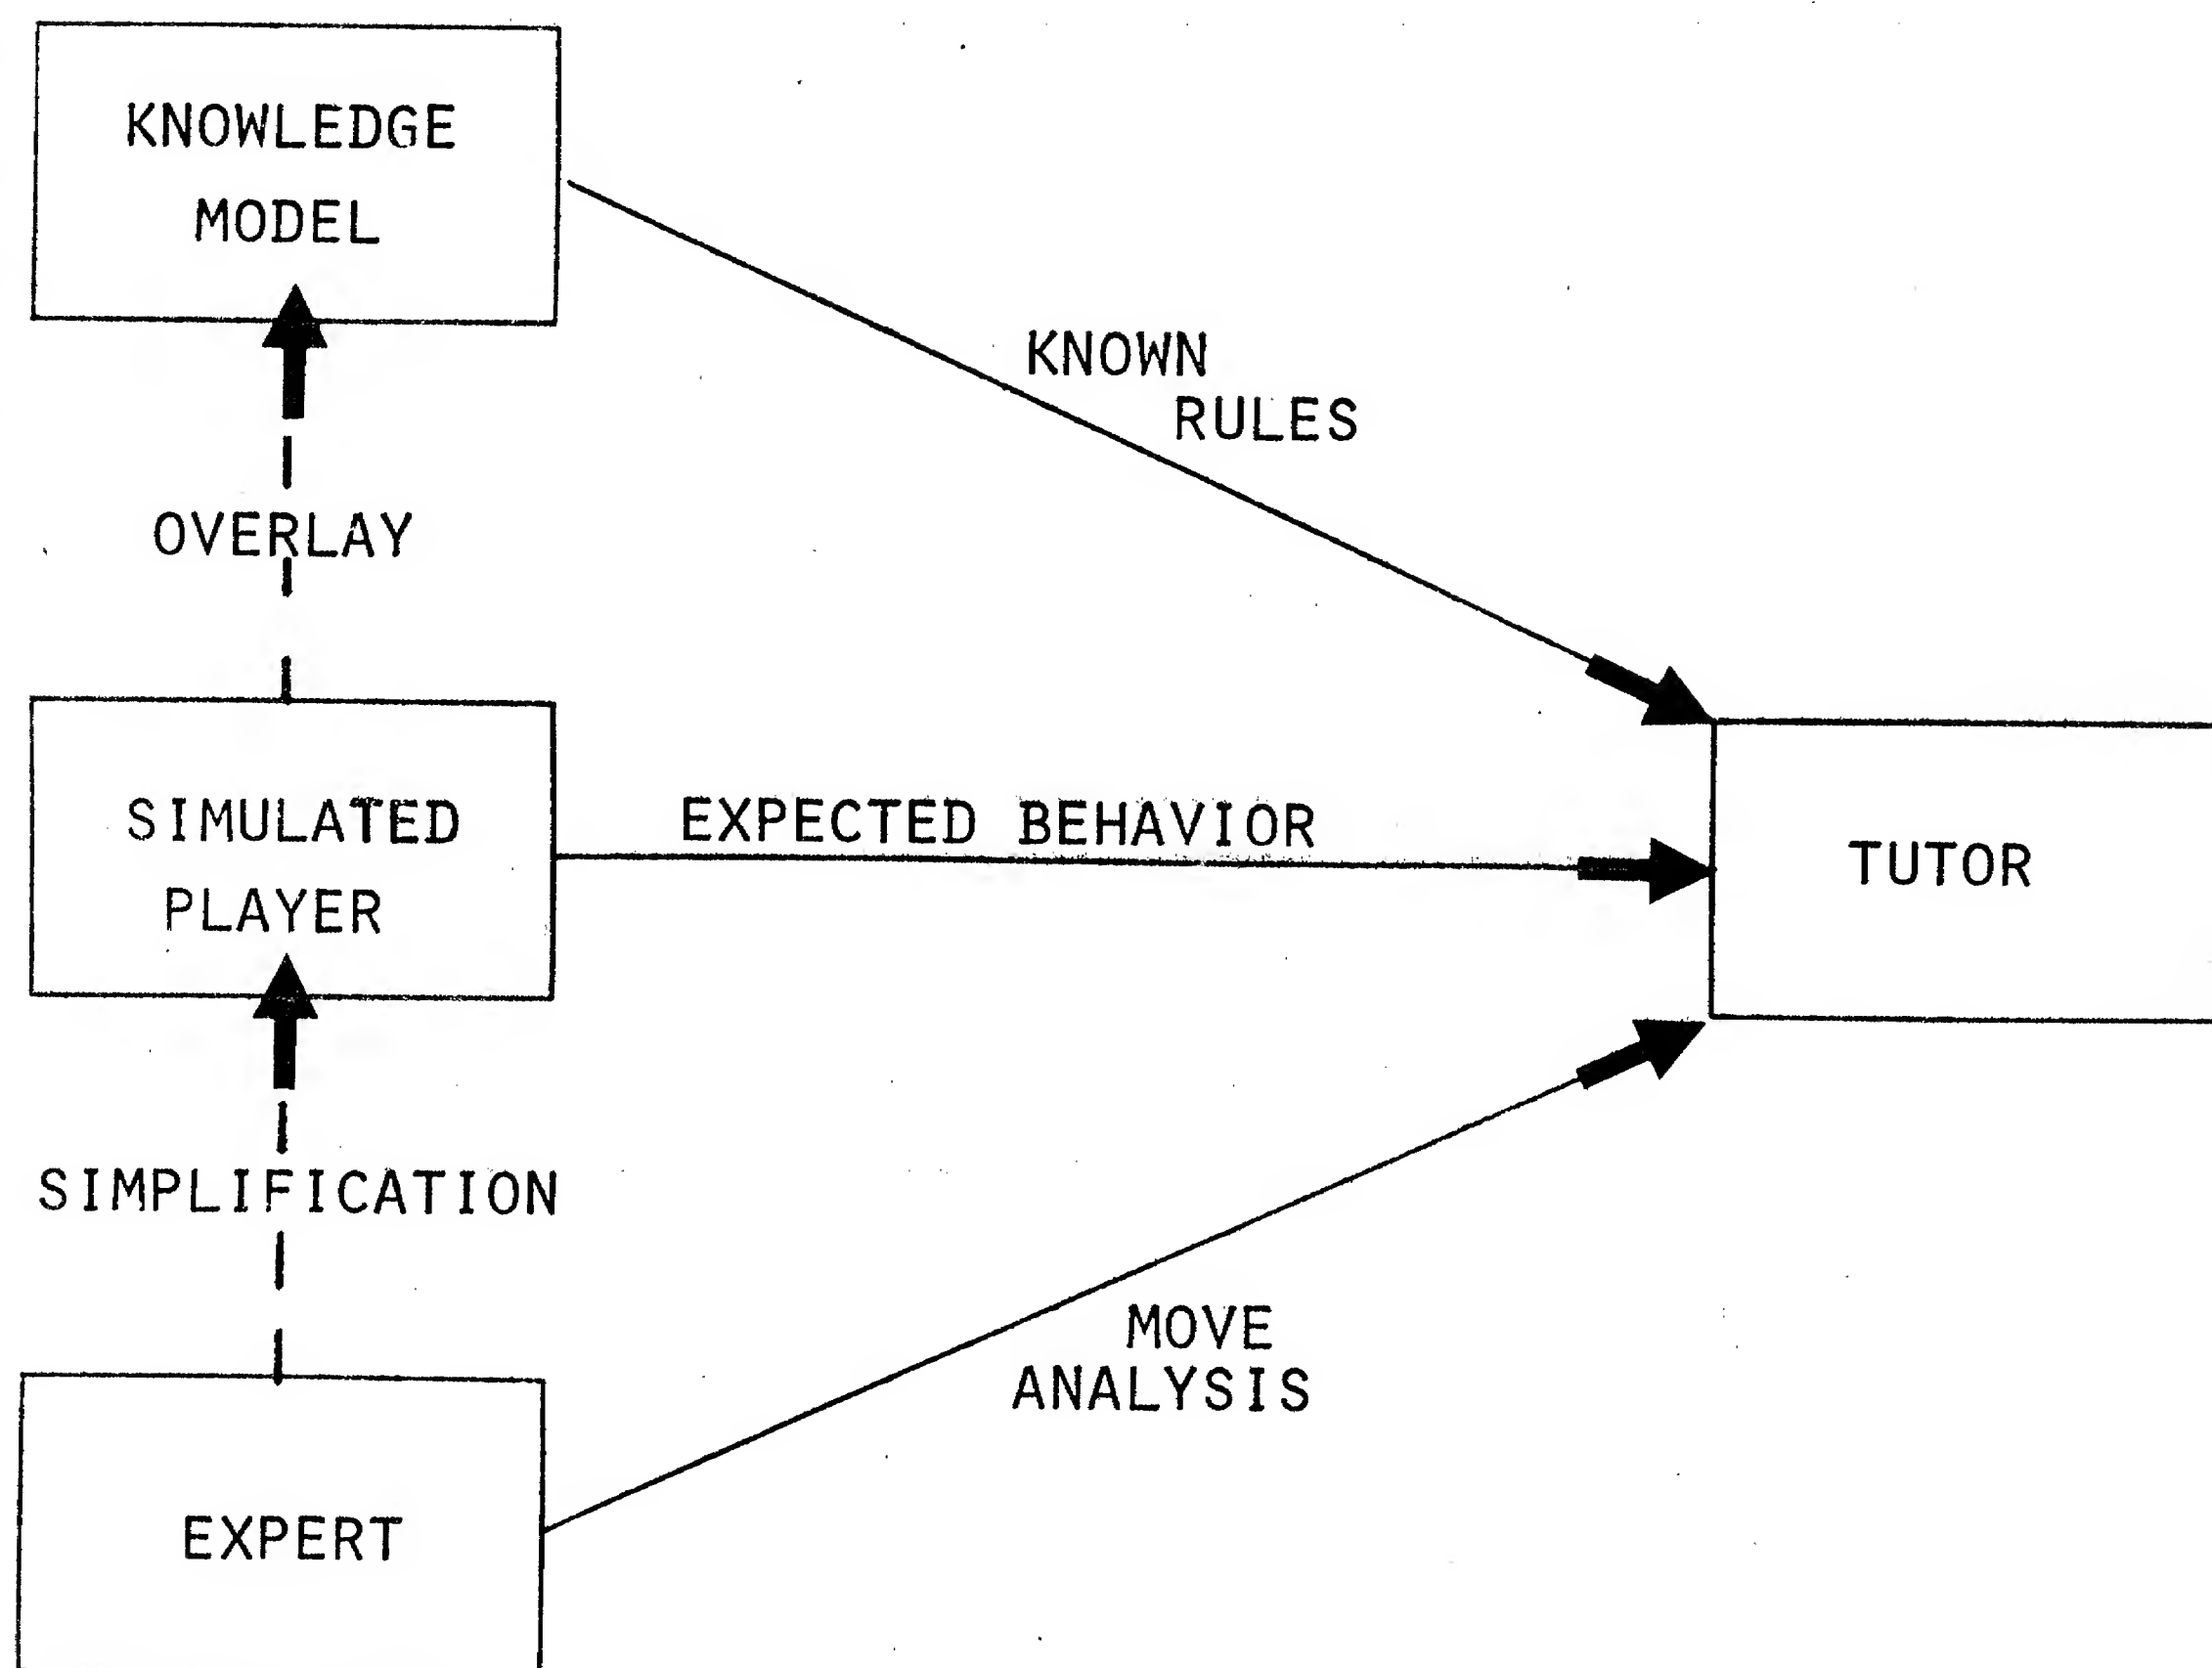 KNOWLEDGE
MODEL
KNOWN
RULES
OVERLAY
SIMULATED
PLAYER
EXPECTED BEHAVIOR
TUTOR
SIMPLIFICATION
MOVE
ANALYSIS
EXPERT